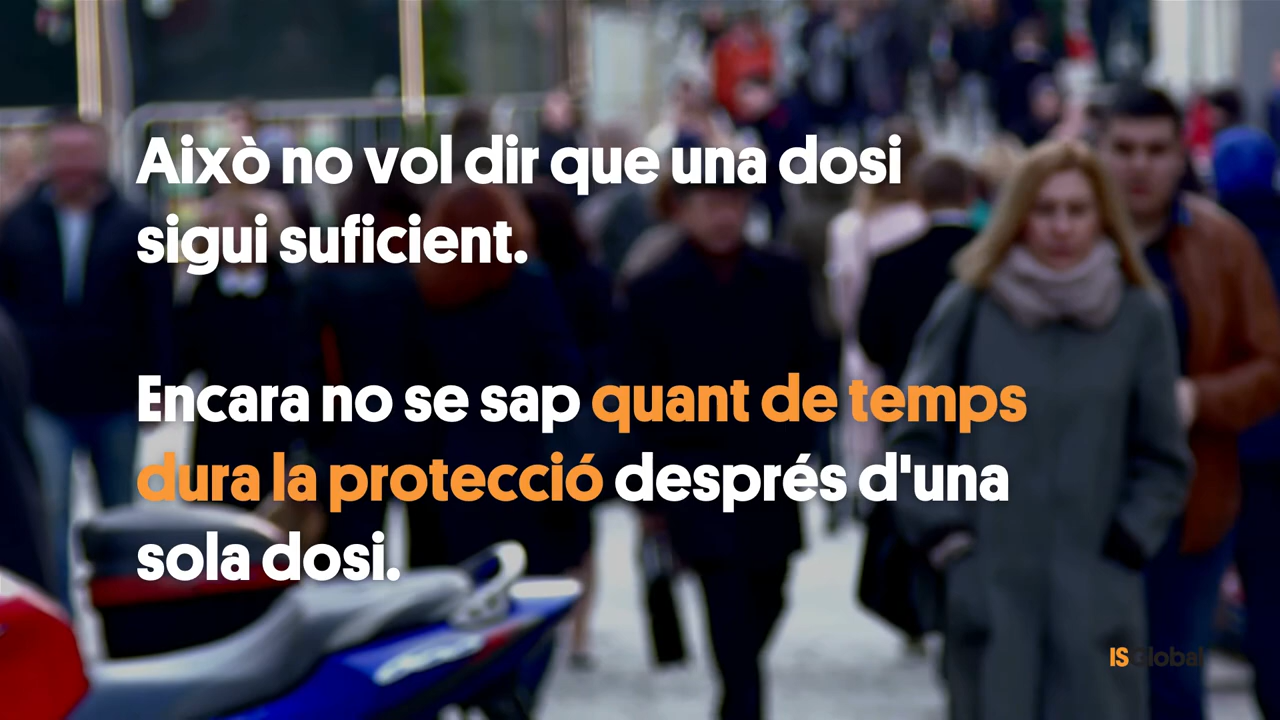 Això no vol dir que una dosi
sigui suficient.
Encara no se sap quant de temps
dura la protecció després d'una
sola dosi.
ISGlobal